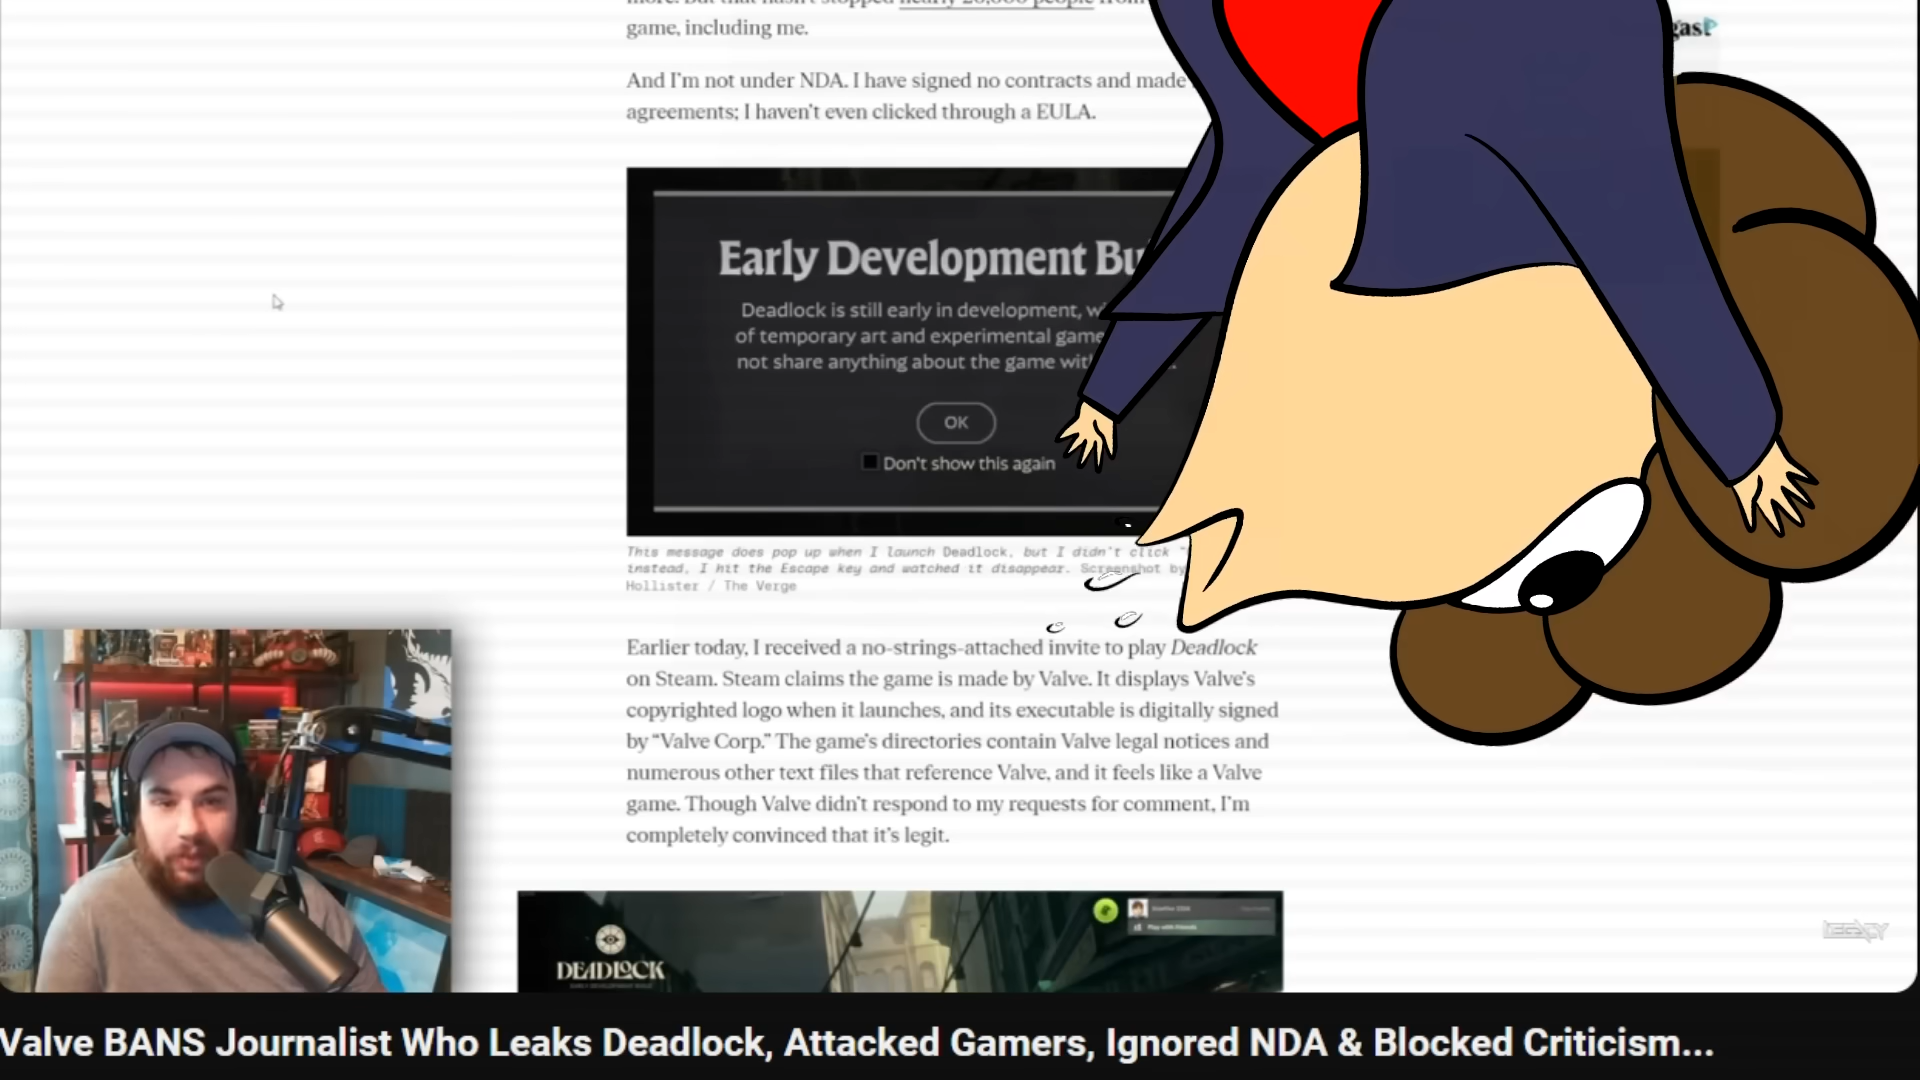 game, including me.
gas?
And I'm not under NDA. I have signed no contracts and made
agreements; I haven't even clicked through a EULA.
Early Development Bu
Deadlock is still early in development, wi
of temporary art and experimental game
not share anything about the game with
OK
Don't show this again
This message does pop up when I launch Deadlock, but I didn't click
instead, I hit the Escape key and watched it disappear. Screenshot by
Hollister / The Verge
Earlier today, I received a no-strings-attached invite to play Deadlock
on Steam. Steam claims the game is made by Valve. It displays Valve's
copyrighted logo when it launches, and its executable is digitally signed
by “Valve Corp.” The game's directories contain Valve legal notices and
numerous other text files that reference Valve, and it feels like a Valve
game. Though Valve didn't respond to my requests for comment, I'm
completely convinced that it's legit.
Play with friends
LEGACY
DEADLOCK
Valve BANS Journalist Who Leaks Deadlock, Attacked Gamers, Ignored NDA & Blocked Criticism...